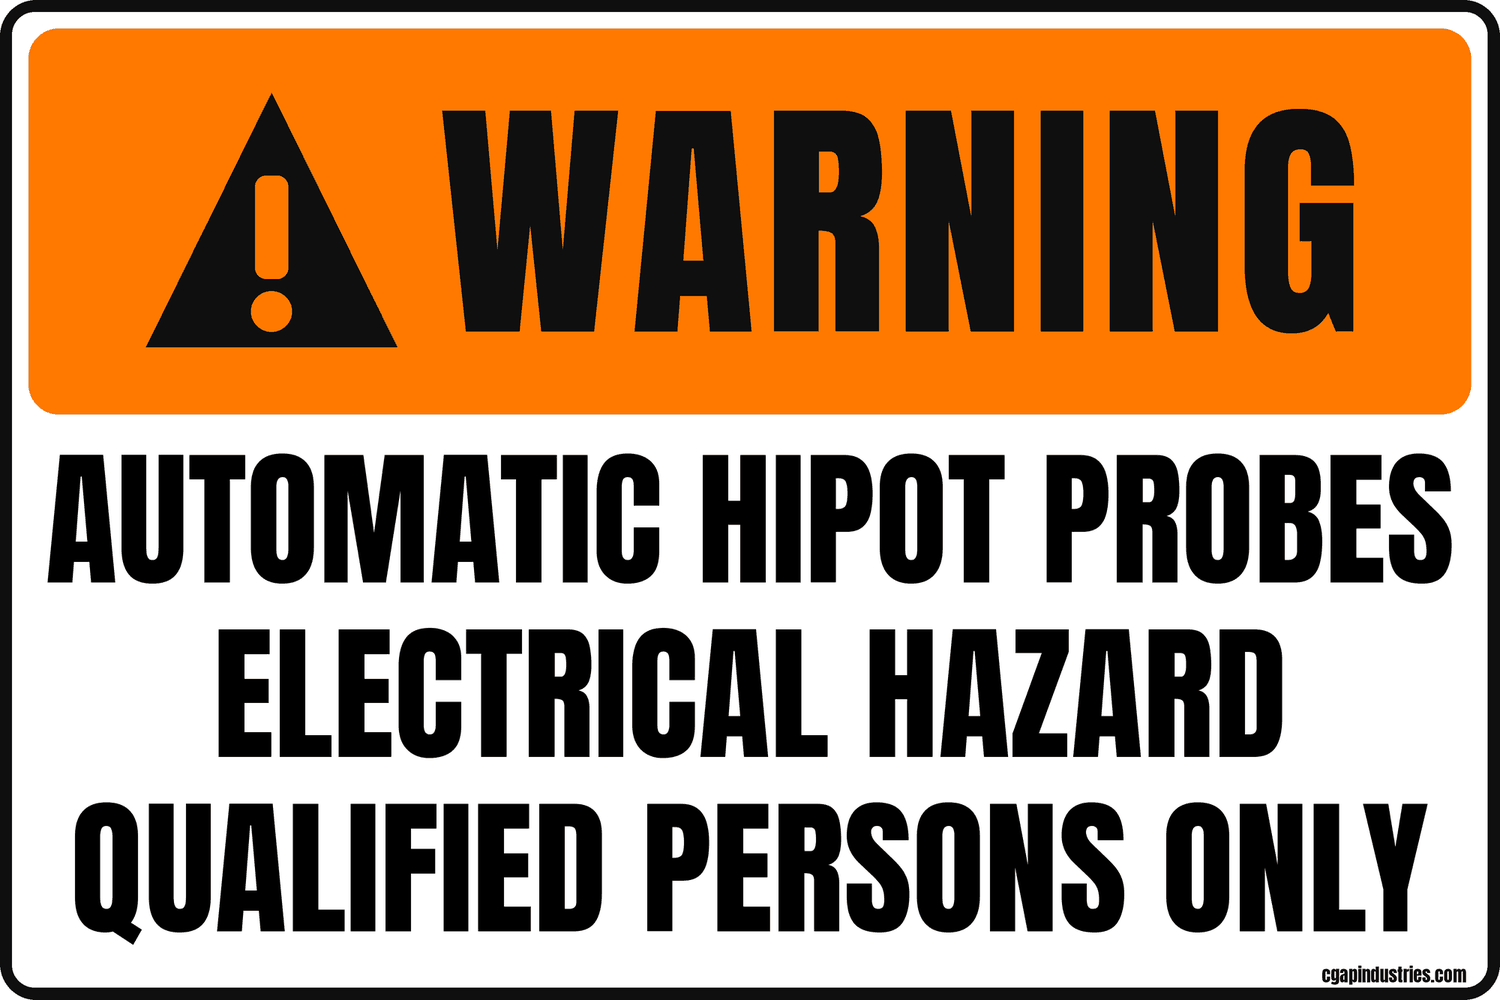 WARNING
AUTOMATIC HIPOT PROBES
ELECTRICAL HAZARD
QUALIFIED PERSONS ONLY
cgapindustries.com